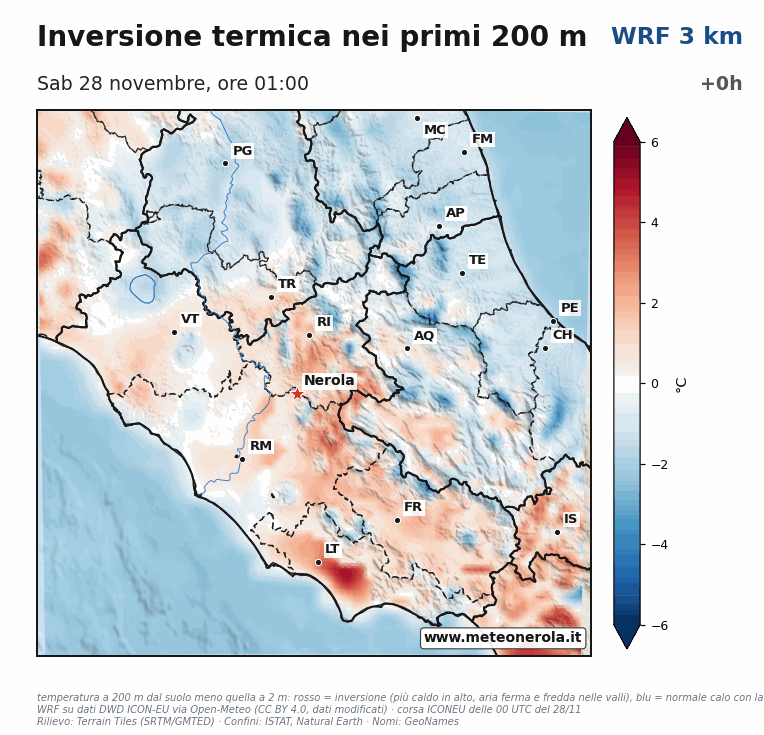 Inversione termica nei primi 200 m WRF 3 km
Sab 28 novembre, ore 01:00 +0h
MC
FM
PG
AP
TE
TR
PE
VT
RI
CH
AQ
Nerola
RM
FR
IS
LT
6
4
2
0
−2
−4
−6
°C
www.meteonerola.it
temperatura a 200 m dal suolo meno quella a 2 m: rosso = inversione (più caldo in alto, aria ferma e fredda nelle valli), blu = normale calo con la
WRF su dati DWD ICON-EU via Open-Meteo (CC BY 4.0, dati modificati) · corsa ICONEU delle 00 UTC del 28/11
Rilievo: Terrain Tiles (SRTM/GMTED) · Confini: ISTAT, Natural Earth · Nomi: GeoNames